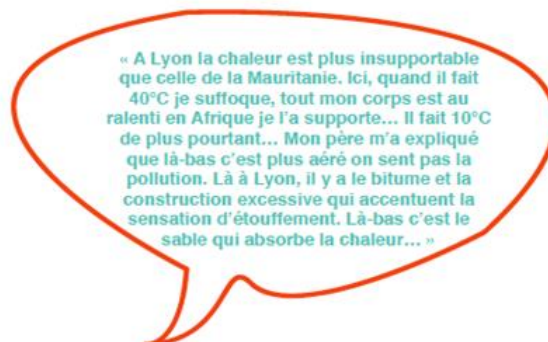 « A Lyon la chaleur est plus insupportable
que celle de la Mauritanie. Ici, quand il fait
40°C je suffoque, tout mon corps est au
ralenti en Afrique je l'a supporte... Il fait 10°C
de plus pourtant... Mon père m'a expliqué
que là-bas c'est plus aéré on sent pas la
pollution. Là à Lyon, il y a le bitume et la
construction excessive qui accentuent la
sensation d'étouffement. Là-bas c'est le
sable qui absorbe la chaleur... »